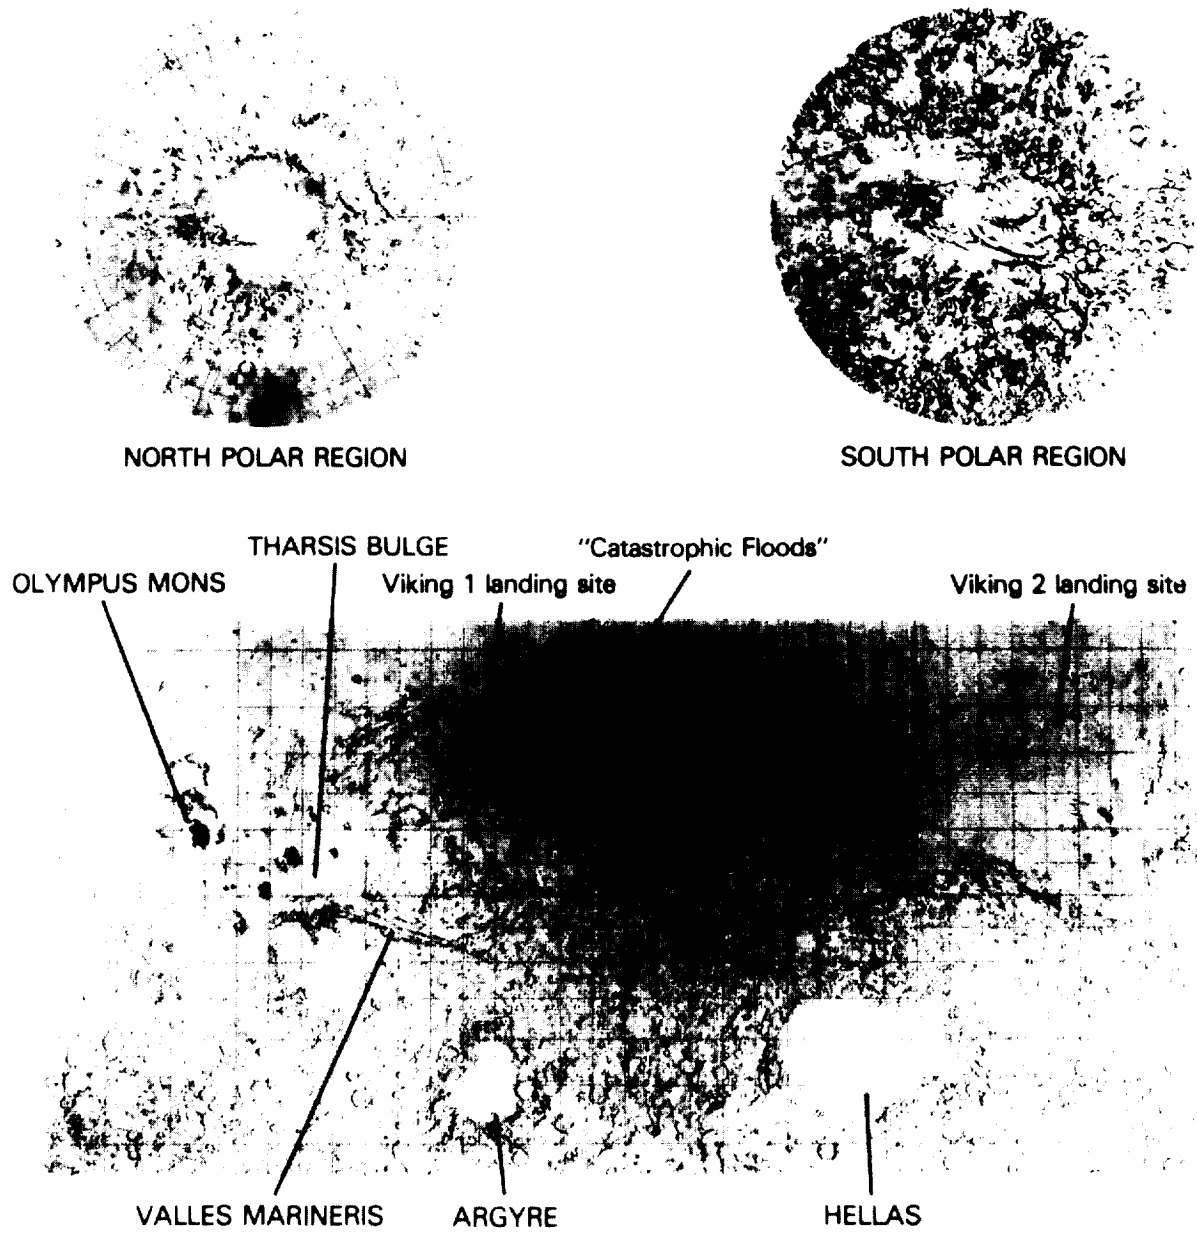 NORTH POLAR REGION
SOUTH POLAR REGION
THARSIS BULGE
"Catastrophic Floods"
OLYMPUS MONS
Viking 1 landing site
Viking 2 landing site
VALLES MARINERIS
ARGYRE
HELLAS